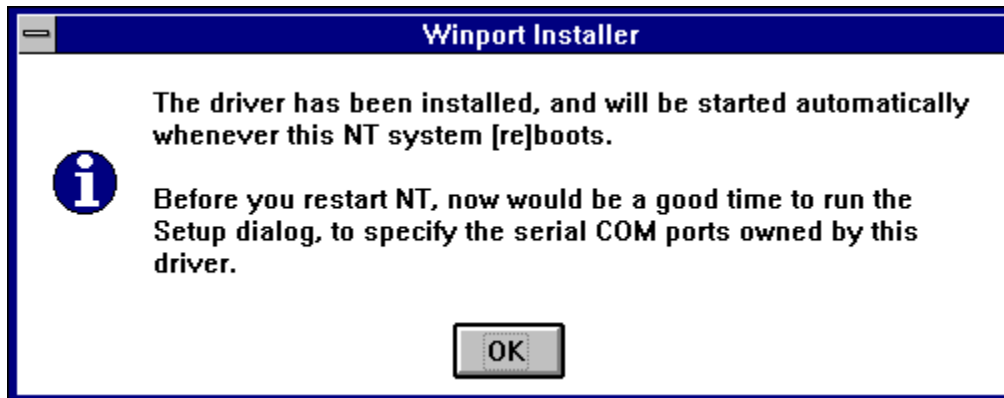 Winport Installer
The driver has been installed, and will be started automatically
whenever this NT system [re]boots.
Before you restart NT, now would be a good time to run the
Setup dialog, to specify the serial COM ports owned by this
driver.
OK